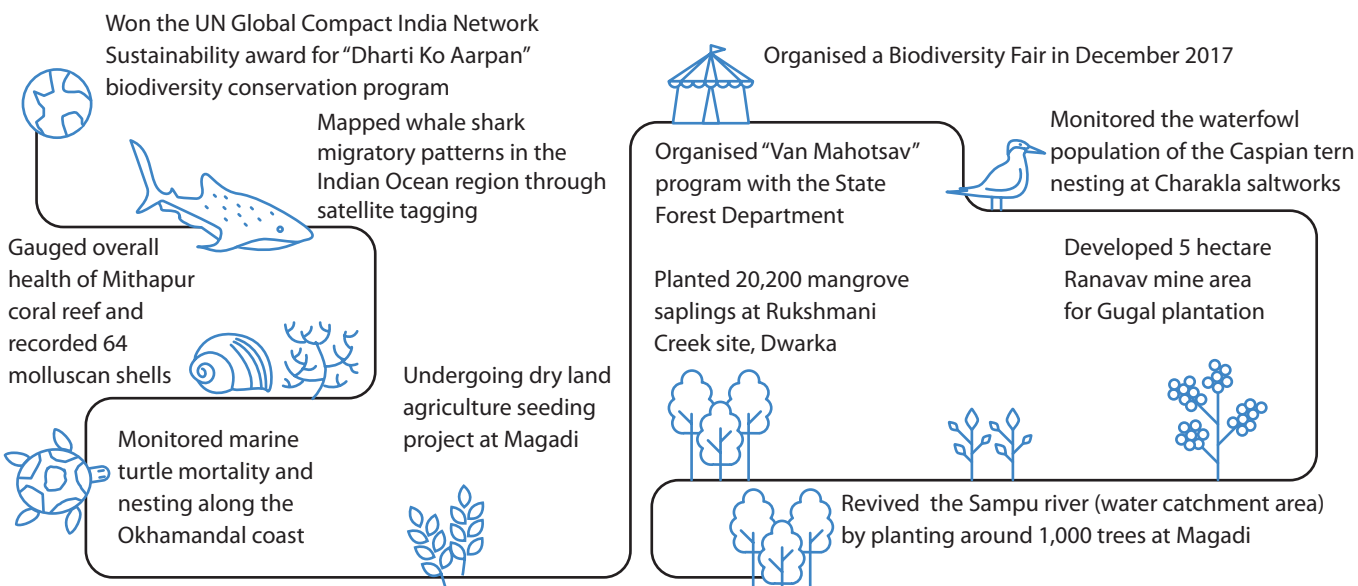 Won the UN Global Compact India Network
Sustainability award for “Dharti Ko Aarpan”
biodiversity conservation program
Mapped whale shark
migratory patterns in the
Indian Ocean region through
satellite tagging
Gauged overall
health of Mithapur
coral reef and
recorded 64
molluscan shells
Monitored marine
turtle mortality and
nesting along the
Okhamandal coast
Undergoing dry land
agriculture seeding
project at Magadi
Organised a Biodiversity Fair in December 2017
Organised “Van Mahotsav”
program with the State
Forest Department
Planted 20,200 mangrove
saplings at Rukshmani
Creek site, Dwarka
Monitored the waterfowl
population of the Caspian tern
nesting at Charakla saltworks
Developed 5 hectare
Ranavav mine area
for Gugal plantation
Revived the Sampu river (water catchment area)
by planting around 1,000 trees at Magadi